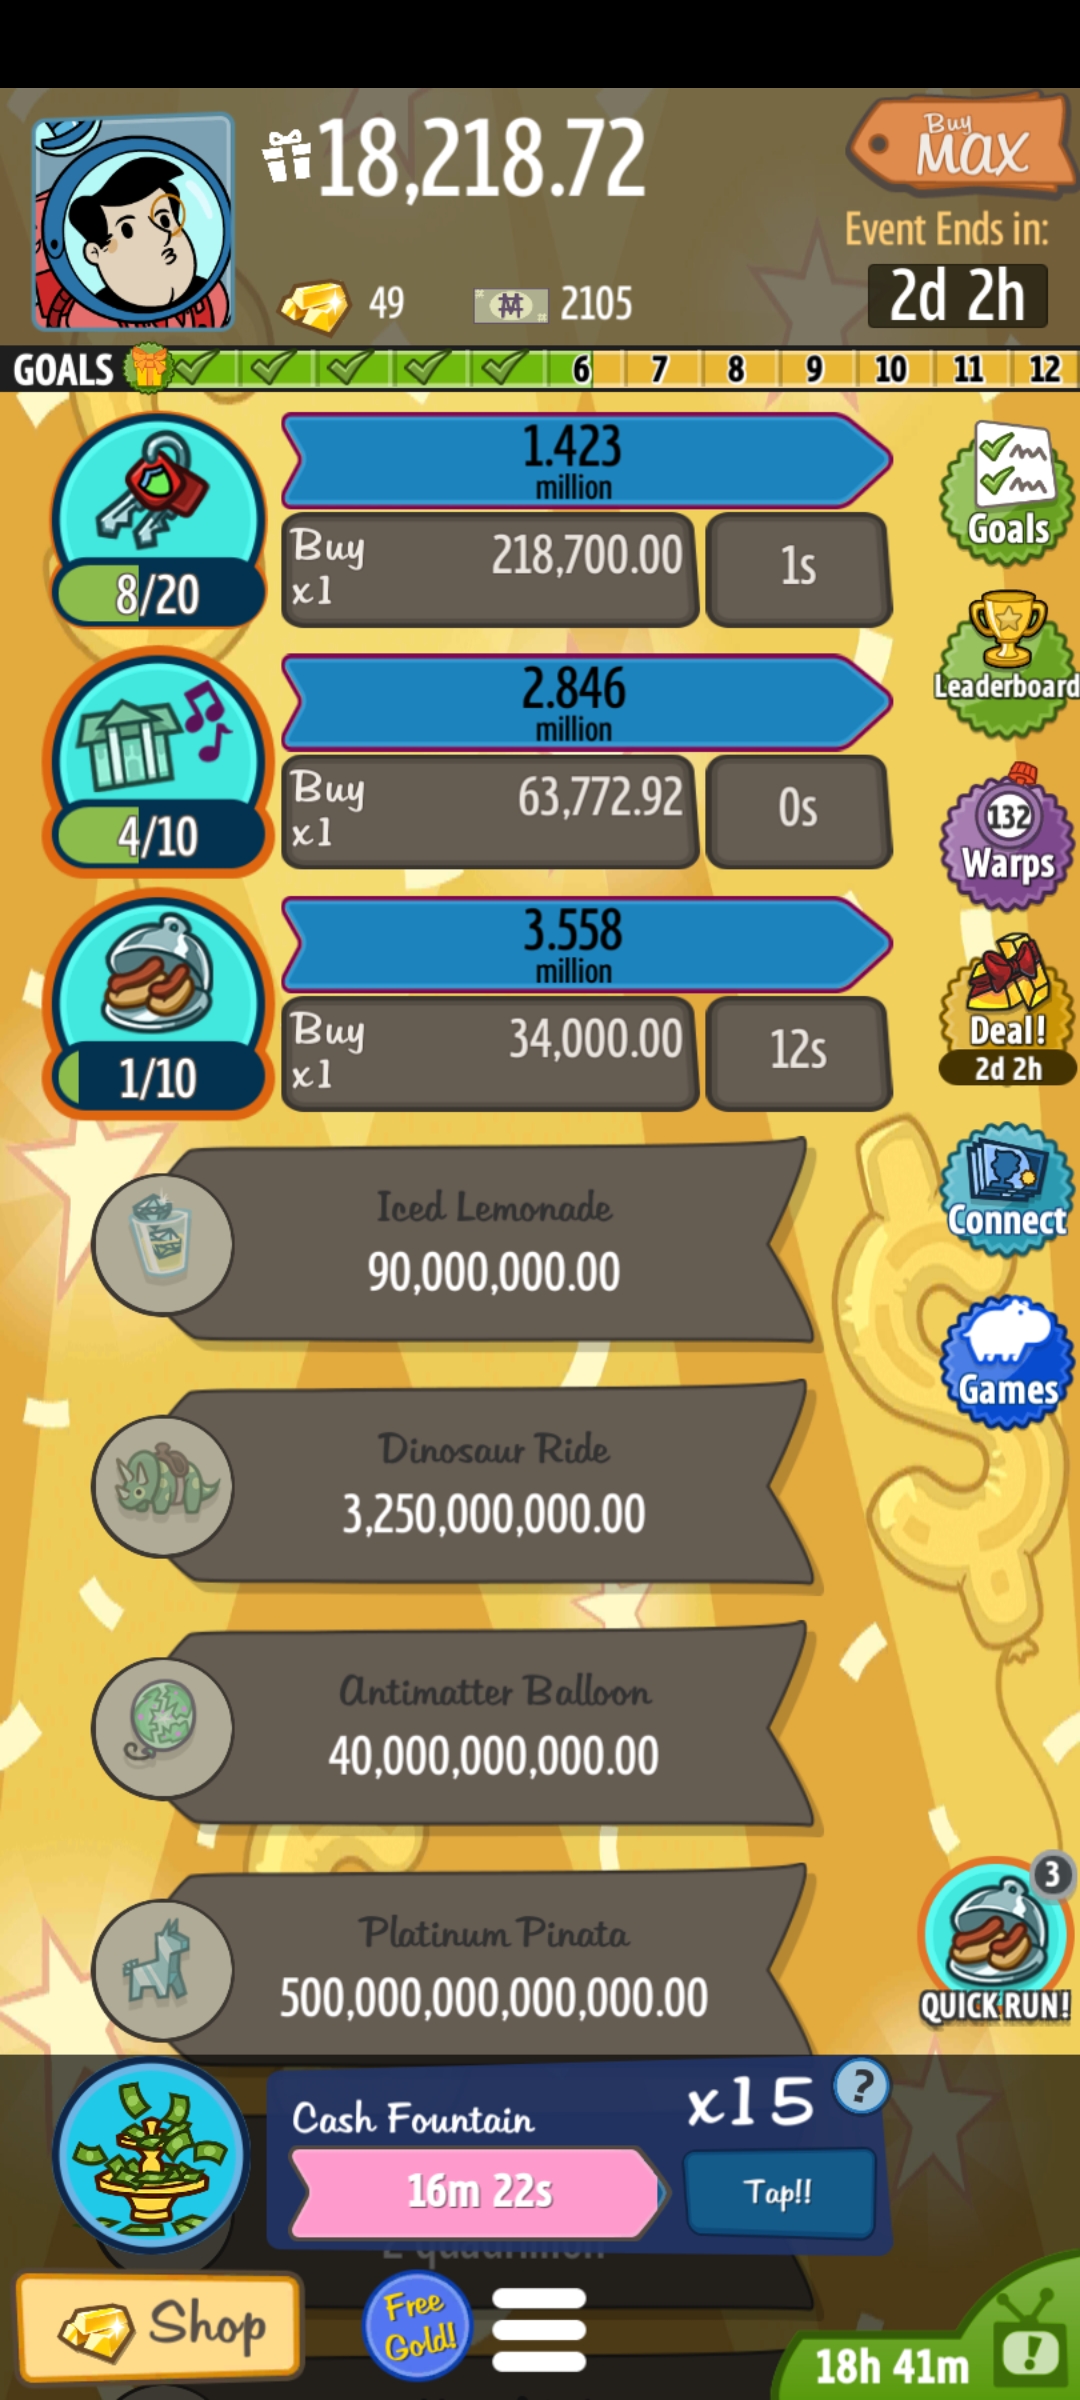 18,218.72
Buy
MAX
49
2105
Event Ends in:
2d 2h
GOALS 6 7 8 9 10 11 12
1.423
million
8/20
Buy
x1
218,700.00
1s
Goals
2.846
million
4/10
Buy
x1
63,772.92
0s
Leaderboard
132
Warps
3.558
million
1/10
Buy
x1
34,000.00
12s
Deal!
2d 2h
Iced Lemonade
90,000,000.00
Connect
Games
Dinosaur Ride
3,250,000,000.00
Antimatter Balloon
40,000,000,000.00
Platinum Pinata
500,000,000,000,000.00
3
QUICK RUN!
Cash Fountain
x15
?
16m 22s
Tap!!
2 quadrillion
Shop
Free
Gold!
18h 41m
!